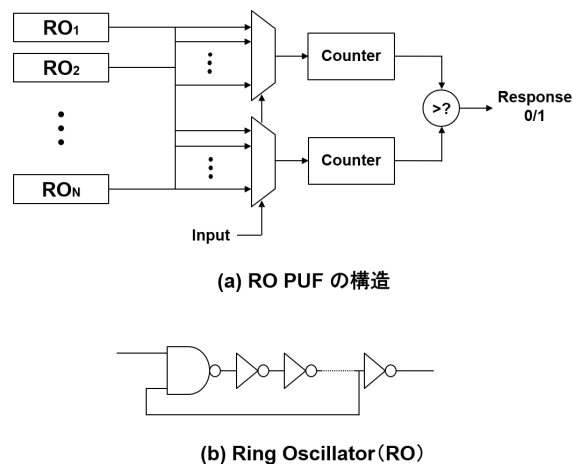 RO1
RO2
RON
Counter
Counter
>?
Response
0/1
Input
(a) RO PUF の構造
(b) Ring Oscillator（RO）